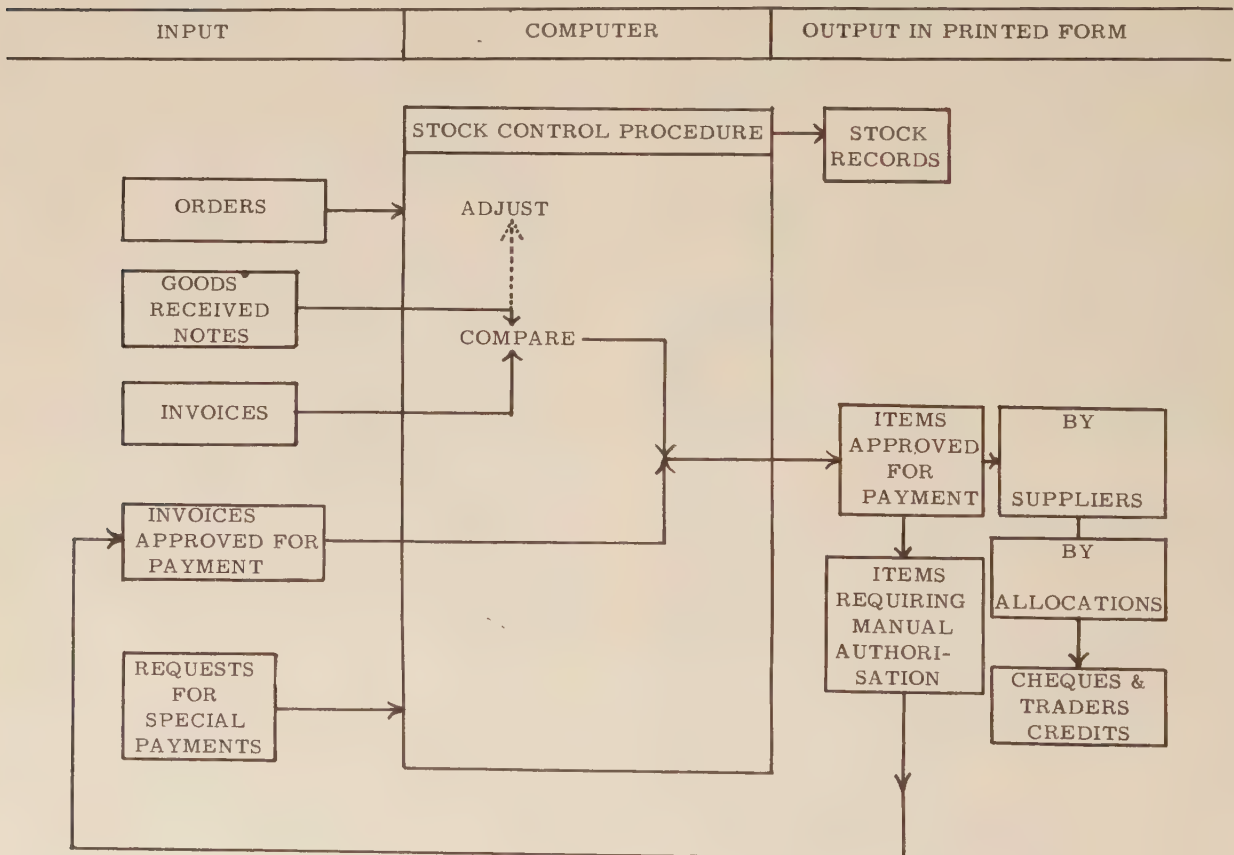 INPUT
COMPUTER
OUTPUT IN PRINTED FORM
STOCK CONTROL PROCEDURE
STOCK
RECORDS
ORDERS
ADJUST
GOODS
RECEIVED
NOTES
COMPARE
INVOICES
ITEMS
APPROVED
FOR
PAYMENT
BY
SUPPLIERS
INVOICES
APPROVED FOR
PAYMENT
BY
ALLOCATIONS
ITEMS
REQUIRING
MANUAL
AUTHORI-
SATION
REQUESTS
FOR
SPECIAL
PAYMENTS
CHEQUES &
TRADERS
CREDITS